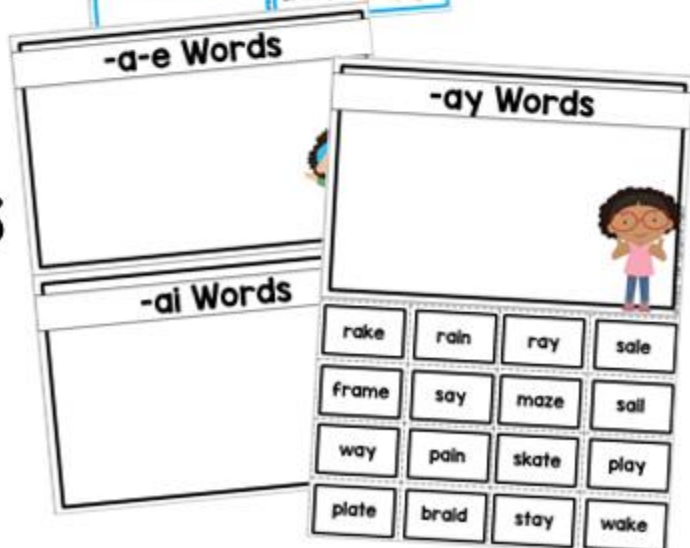 -a-e Words
-ay Words
-ai Words
rake rain ray sale
frame say maze sail
way pain skate play
plate braid stay wake